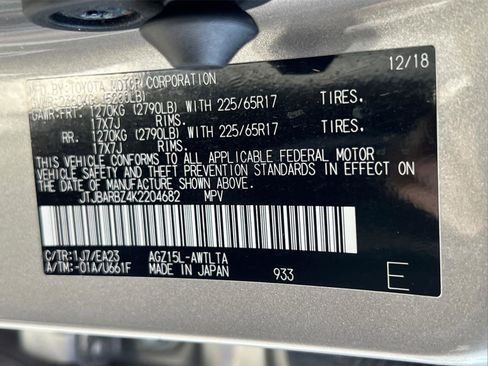 MFD.BY: TOYOTA MOTOR CORPORATION 12/18
GAWR:FRT. 1270KG (2790LB) WITH 225/65R17 TIRES.
17X7J RIMS.
RR. 1270KG (2790LB) WITH 225/65R17 TIRES.
17X7J RIMS.
THIS VEHICLE CONFORMS TO ALL APPLICABLE FEDERAL MOTOR
VEHICLE SAFETY AND THEFT PREVENTION STANDARDS IN EFFECT ON
THE DATE OF MANUFACTURE SHOWN ABOVE.
JTJBARBZ4K2204682 MPV
C/TR:1J7/EA23 AGZ15L-AWTLTA
A/TM:-01A/U661F MADE IN JAPAN 933 E